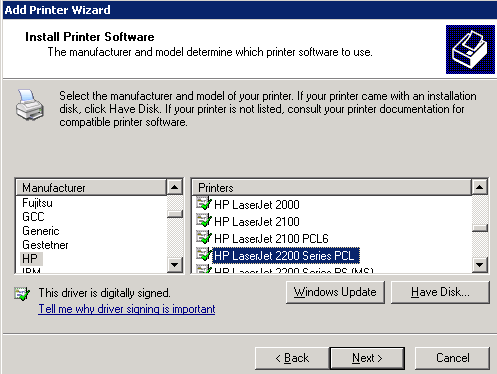 Add Printer Wizard
Install Printer Software
The manufacturer and model determine which printer software to use.
Select the manufacturer and model of your printer. If your printer came with an installation
disk, click Have Disk. If your printer is not listed, consult your printer documentation for
compatible printer software.
Manufacturer
Fujitsu
GCC
Generic
Gestetner
HP
IBM
Printers
HP LaserJet 2000
HP LaserJet 2100
HP LaserJet 2100 PCL6
HP LaserJet 2200 Series PCL
HP LaserJet 2200 Series PS (MS)
This driver is digitally signed.
Tell me why driver signing is important
Windows Update
Have Disk...
< Back
Next >
Cancel